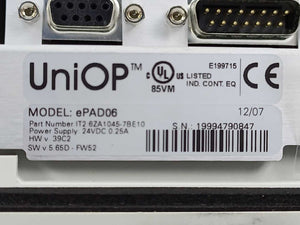 UniOP™
E199715
c UL US LISTED
IND. CONT. EQ
85VM
CE
MODEL: ePAD06
12/07
Part Number IT2 6ZA1045-7BE10
Power Supply: 24VDC 0.25A
S.N.: 19994790847
HW v. 39C2
SW v 5.65D - FW52